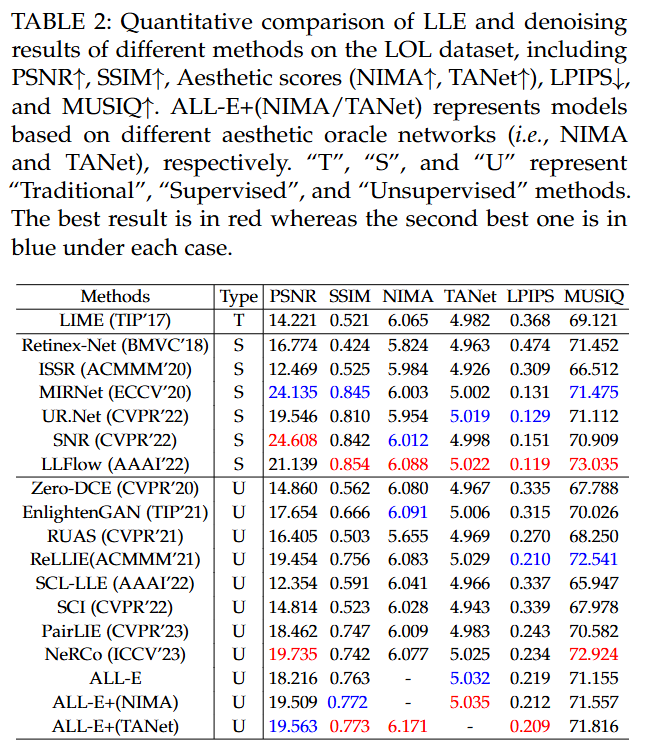 TABLE 2: Quantitative comparison of LLE and denoising
results of different methods on the LOL dataset, including
PSNR↑, SSIM↑, Aesthetic scores (NIMA↑, TANet↑), LPIPS↓,
and MUSIQ↑. ALL-E+(NIMA/TANet) represents models
based on different aesthetic oracle networks (i.e., NIMA
and TANet), respectively. “T”, “S”, and “U” represent
“Traditional”, “Supervised”, and “Unsupervised” methods.
The best result is in red whereas the second best one is in
blue under each case.
Methods Type PSNR SSIM NIMA TANet LPIPS MUSIQ
LIME (TIP’17) T 14.221 0.521 6.065 4.982 0.368 69.121
Retinex-Net (BMVC’18) S 16.774 0.424 5.824 4.963 0.474 71.452
ISSR (ACMMM’20) S 12.469 0.525 5.984 4.926 0.309 66.512
MIRNet (ECCV’20) S 24.135 0.845 6.003 5.002 0.131 71.475
UR.Net (CVPR’22) S 19.546 0.810 5.954 5.019 0.129 71.112
SNR (CVPR’22) S 24.608 0.842 6.012 4.998 0.151 70.909
LLFlow (AAAI’22) S 21.139 0.854 6.088 5.022 0.119 73.035
Zero-DCE (CVPR’20) U 14.860 0.562 6.080 4.967 0.335 67.788
EnlightenGAN (TIP’21) U 17.654 0.666 6.091 5.006 0.315 70.026
RUAS (CVPR’21) U 16.405 0.503 5.655 4.969 0.270 68.250
ReLLIE(ACMMM’21) U 19.454 0.756 6.083 5.029 0.210 72.541
SCL-LLE (AAAI’22) U 12.354 0.591 6.041 4.966 0.337 65.947
SCI (CVPR’22) U 14.814 0.523 6.028 4.943 0.339 67.978
PairLIE (CVPR’23) U 18.462 0.747 6.009 4.983 0.243 70.582
NeRCo (ICCV’23) U 19.735 0.742 6.077 5.025 0.234 72.924
ALL-E U 18.216 0.763 - 5.032 0.219 71.155
ALL-E+(NIMA) U 19.509 0.772 - 5.035 0.212 71.557
ALL-E+(TANet) U 19.563 0.773 6.171 - 0.209 71.816